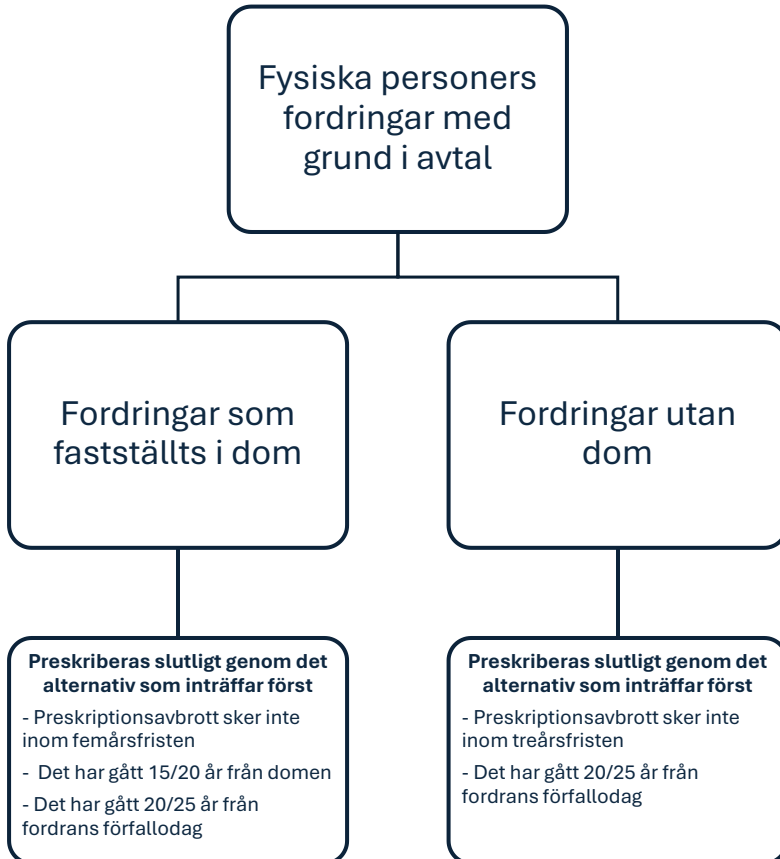 Fysiska personers
fordringar med
grund i avtal
Fordringar som
fastställts i dom
Fordringar utan
dom
Preskriberas slutligt genom det
alternativ som inträffar först
- Preskriptionsavbrott sker inte
inom femårsfristen
- Det har gått 15/20 år från domen
- Det har gått 20/25 år från
fordrans förfallodag
Preskriberas slutligt genom det
alternativ som inträffar först
- Preskriptionsavbrott sker inte
inom treårsfristen
- Det har gått 20/25 år från
fordrans förfallodag